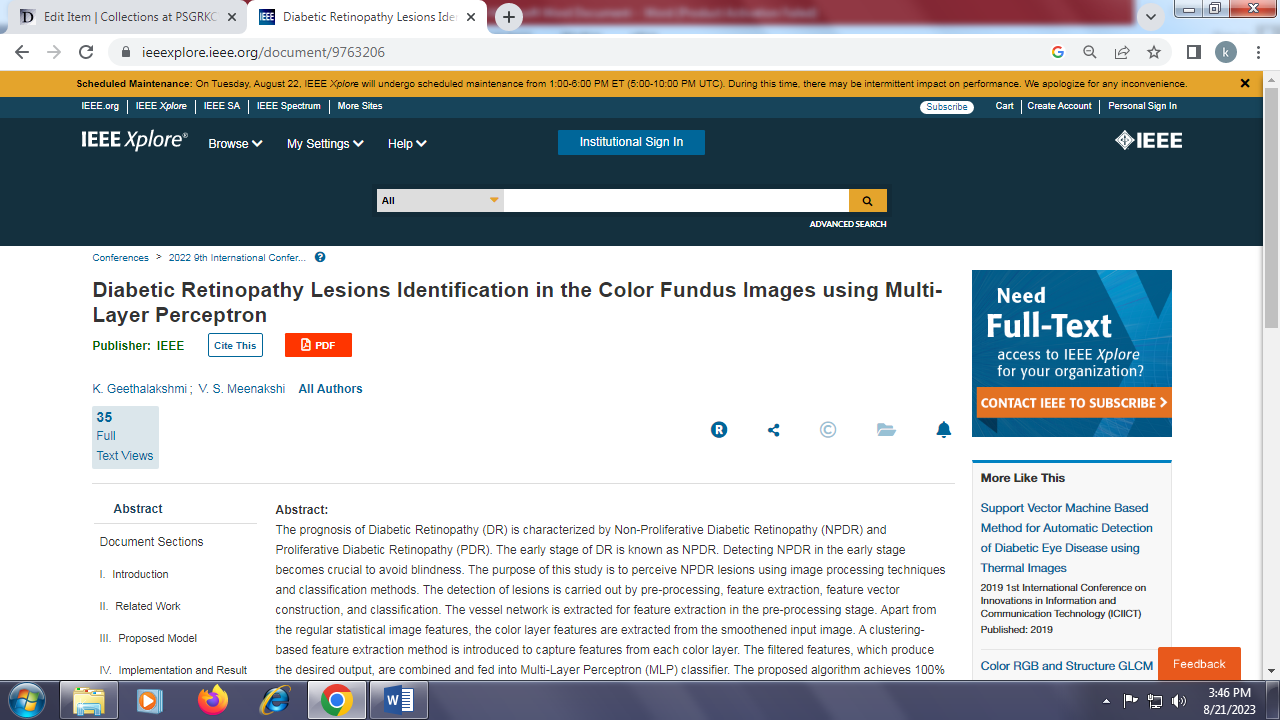 Edit Item | Collections at PSGRKC
Diabetic Retinopathy Lesions Ide
ieeexplore.ieee.org/document/9763206
k
Scheduled Maintenance: On Tuesday, August 22, IEEE Xplore will undergo scheduled maintenance from 1:00-6:00 PM ET (5:00-10:00 PM UTC). During this time, there may be intermittent impact on performance. We apologize for any inconvenience.
IEEE.org IEEE Xplore IEEE SA IEEE Spectrum More Sites Subscribe Cart Create Account Personal Sign In
IEEE Xplore® Browse My Settings Help Institutional Sign In IEEE
All
ADVANCED SEARCH
Conferences > 2022 9th International Confer... ?
Diabetic Retinopathy Lesions Identification in the Color Fundus Images using Multi-
Layer Perceptron
Publisher: IEEE Cite This PDF
K. Geethalakshmi ; V. S. Meenakshi All Authors
35
Full
Text Views
R ©
Abstract
Document Sections
I. Introduction
II. Related Work
III. Proposed Model
IV. Implementation and Result
Abstract:
The prognosis of Diabetic Retinopathy (DR) is characterized by Non-Proliferative Diabetic Retinopathy (NPDR) and
Proliferative Diabetic Retinopathy (PDR). The early stage of DR is known as NPDR. Detecting NPDR in the early stage
becomes crucial to avoid blindness. The purpose of this study is to perceive NPDR lesions using image processing techniques
and classification methods. The detection of lesions is carried out by pre-processing, feature extraction, feature vector
construction, and classification. The vessel network is extracted for feature extraction in the pre-processing stage. Apart from
the regular statistical image features, the color layer features are extracted from the smoothened input image. A clustering-
based feature extraction method is introduced to capture features from each color layer. The filtered features, which produce
the desired output, are combined and fed into Multi-Layer Perceptron (MLP) classifier. The proposed algorithm achieves 100%
Need
Full-Text
access to IEEE Xplore
for your organization?
CONTACT IEEE TO SUBSCRIBE
More Like This
Support Vector Machine Based
Method for Automatic Detection
of Diabetic Eye Disease using
Thermal Images
2019 1st International Conference on
Innovations in Information and
Communication Technology (ICIICT)
Published: 2019
Color RGB and Structure GLCM
Feedback
3:46 PM
8/21/2023